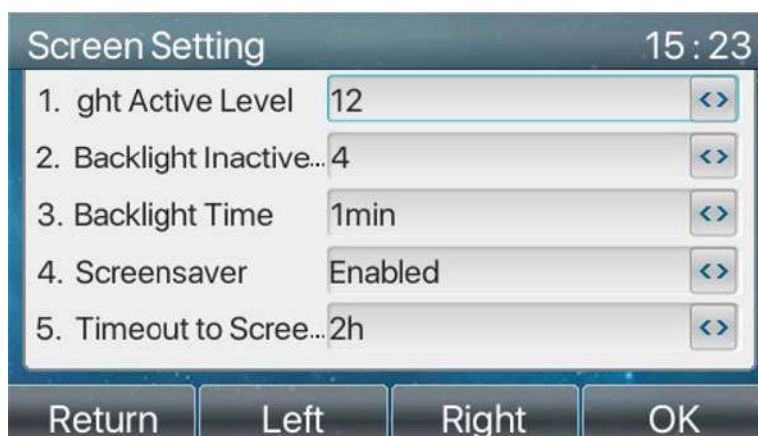 Screen Setting 15:23
1. ght Active Level 12 <>
2. Backlight Inactive... 4 <>
3. Backlight Time 1min <>
4. Screensaver Enabled <>
5. Timeout to Scree... 2h <>
Return Left Right OK